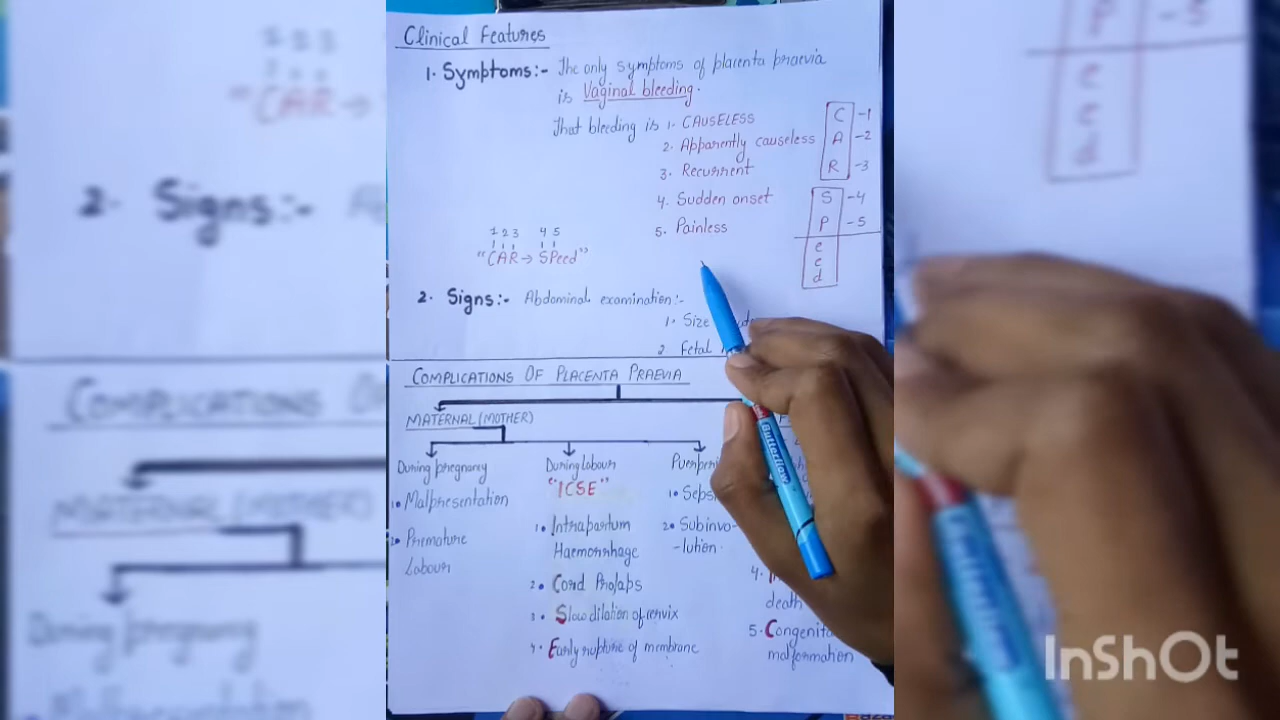 Clinical Features
1. Symptoms:- The only symptoms of placenta praevia
is Vaginal bleeding.
That bleeding is 1. CAUSELESS
2. Apparently causeless
3. Recurrent
4. Sudden onset
5. Painless
C -1
A -2
R -3
S -4
P -5
e
e
d
1 2 3 4 5
"CAR → SPeed"
2. Signs:- Abdominal examination:-
1. Size
2 Fetal
COMPLICATIONS OF PLACENTA PRAEVIA
MATERNAL (MOTHER)
During pregnancy
1. Malpresentation
2. Premature
Labour
During labour
"ICSE"
1. Intrapartum
Haemorrhage
2. Cord Prolaps
3. Slow dilation of cervix
4. Early rupture of membrane
2. Subinvo-
-lution.
4.
death
5. Congenita
malformation
InShOt